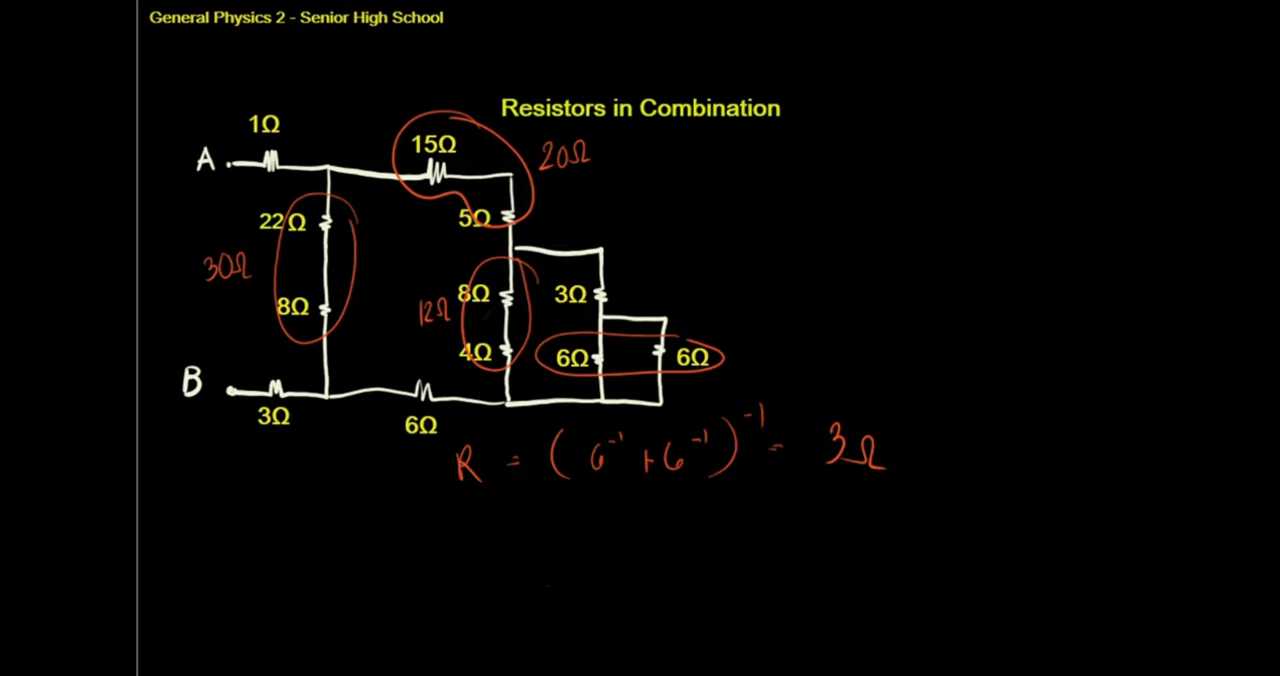 General Physics 2 - Senior High School
Resistors in Combination
1Ω
15Ω
20Ω
A
22Ω
5Ω
30Ω
8Ω
3Ω
8Ω
12Ω
4Ω
6Ω
6Ω
B
3Ω
6Ω
R = (6⁻¹ + 6⁻¹)⁻¹ = 3Ω